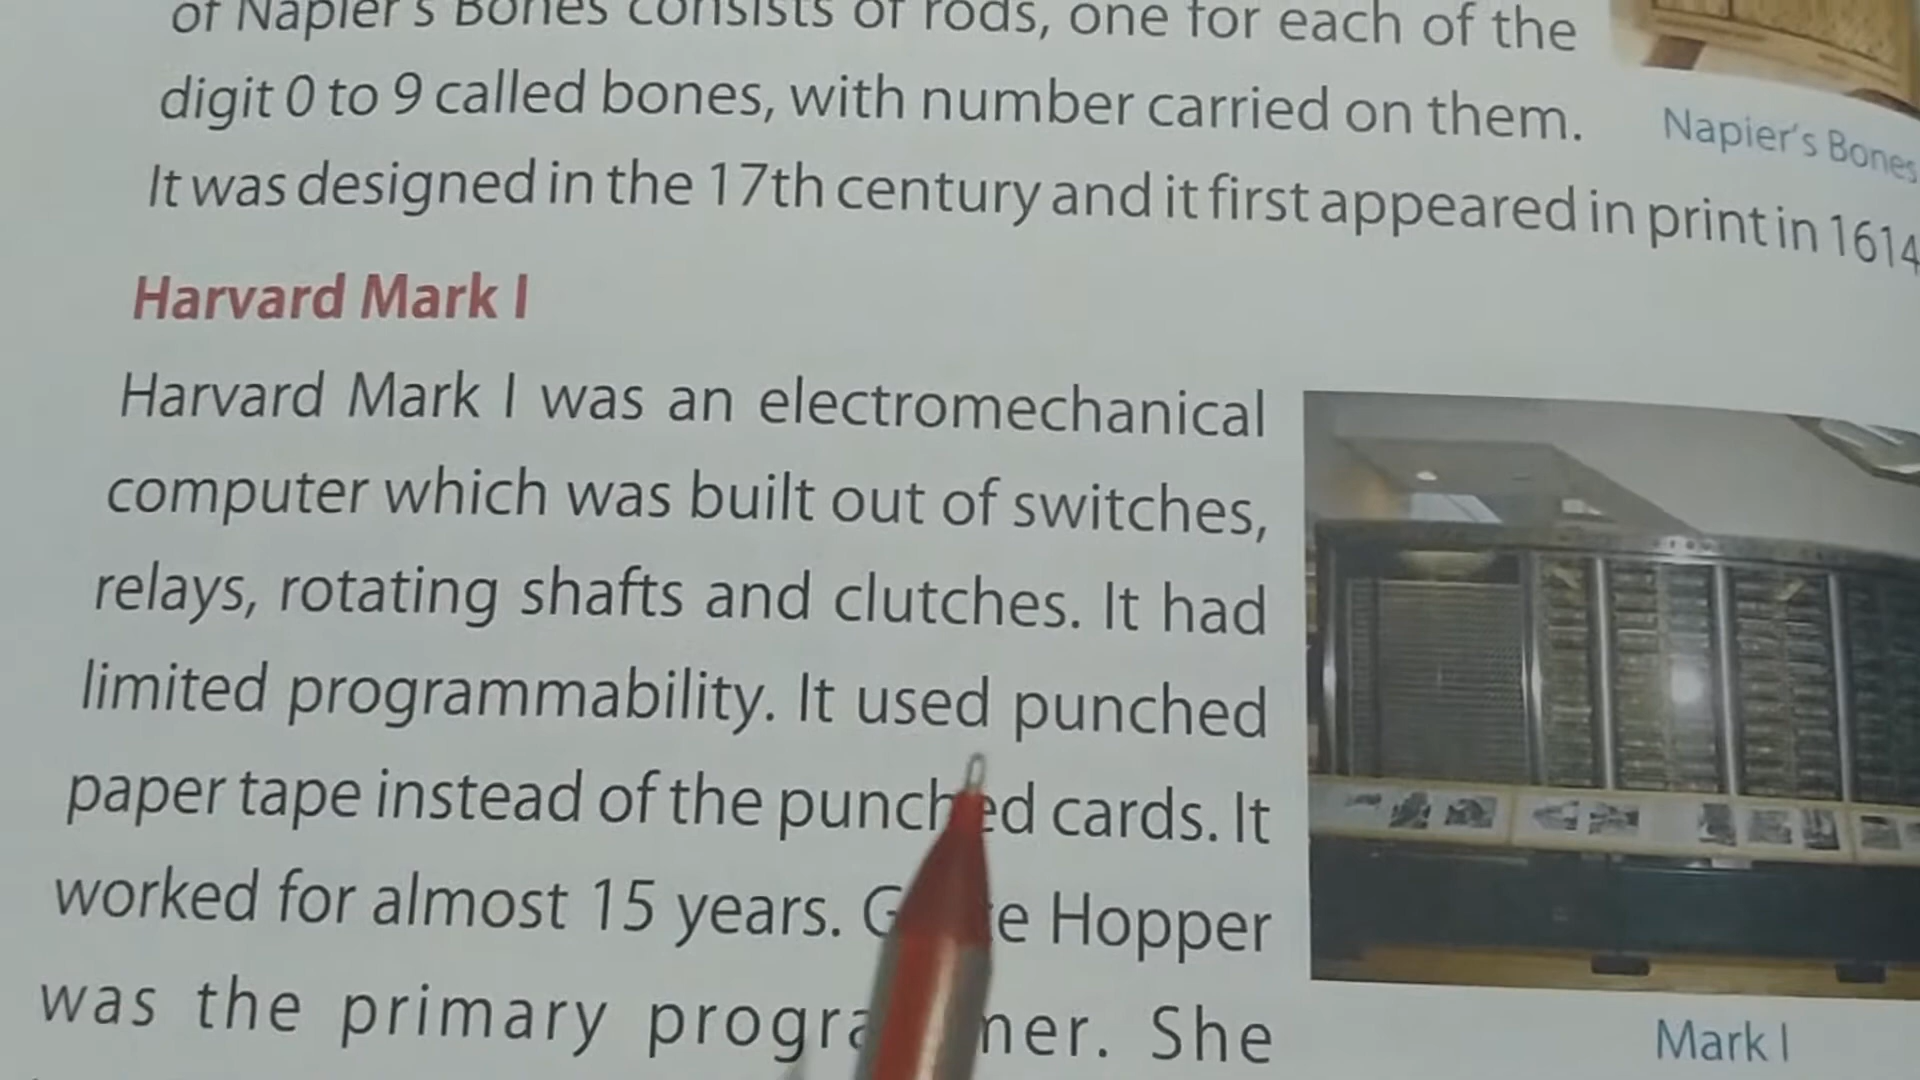 of Napier's Bones consists of rods, one for each of the
digit 0 to 9 called bones, with number carried on them.
Napier's Bones
It was designed in the 17th century and it first appeared in print in 1614
Harvard Mark I
Harvard Mark I was an electromechanical
computer which was built out of switches,
relays, rotating shafts and clutches. It had
limited programmability. It used punched
paper tape instead of the punched cards. It
worked for almost 15 years. Hopper
was the primary She
Mark I